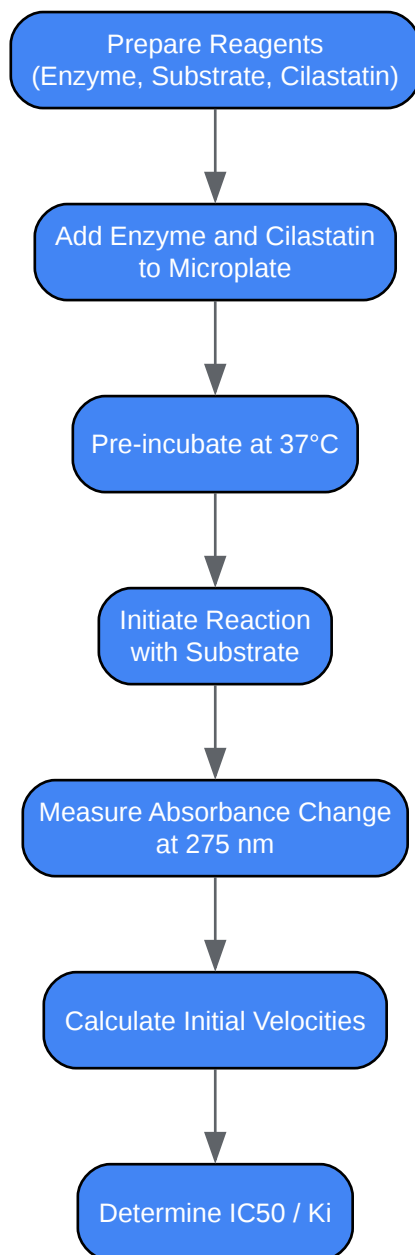 Prepare Reagents
(Enzyme, Substrate, Cilastatin)
Add Enzyme and Cilastatin
to Microplate
Pre-incubate at 37°C
Initiate Reaction
with Substrate
Measure Absorbance Change
at 275 nm
Calculate Initial Velocities
Determine IC50 / Ki